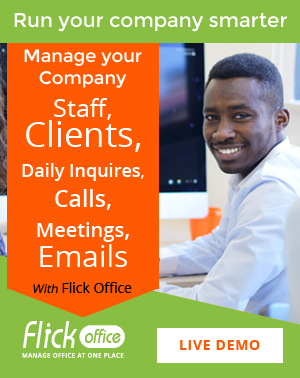 Run your company smarter
Manage your
Company
Staff,
Clients,
Daily Inquires,
Calls,
Meetings,
Emails
With Flick Office
Flick office
MANAGE OFFICE AT ONE PLACE
LIVE DEMO